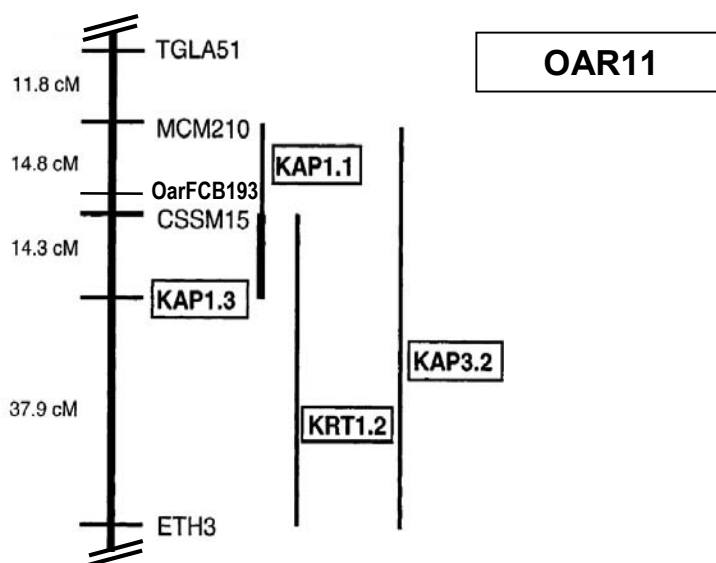 TGLA51
OAR11
11.8 cM
MCM210
14.8 cM
KAP1.1
OarFCB193
CSSM15
14.3 cM
KAP1.3
KAP3.2
37.9 cM
KRT1.2
ETH3